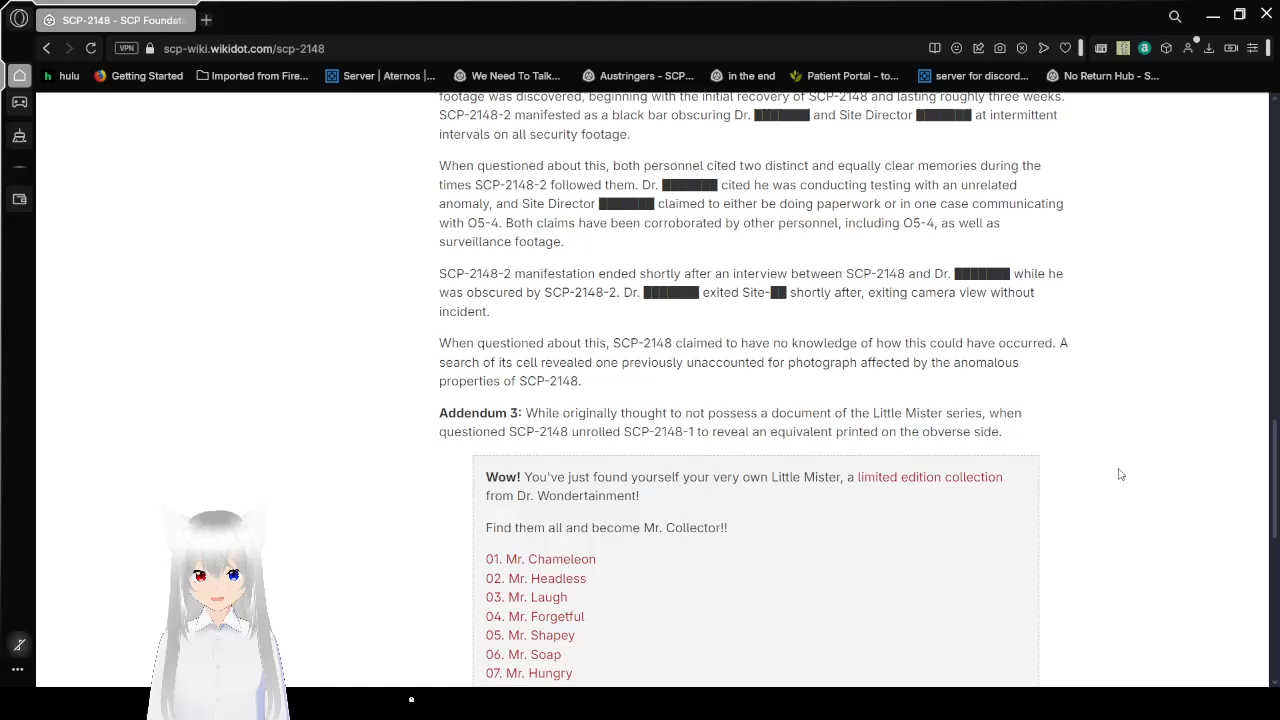 SCP-2148 - SCP Foundati
VPN scp-wiki.wikidot.com/scp-2148
hulu Getting Started Imported from Fire... Server | Aternos |... We Need To Talk... Austringers - SCP... in the end Patient Portal - to... server for discord... No Return Hub - S...
footage was discovered, beginning with the initial recovery of SCP-2148 and lasting roughly three weeks.
SCP-2148-2 manifested as a black bar obscuring Dr. ███████ and Site Director ███████ at intermittent
intervals on all security footage.
When questioned about this, both personnel cited two distinct and equally clear memories during the
times SCP-2148-2 followed them. Dr. ███████ cited he was conducting testing with an unrelated
anomaly, and Site Director ███████ claimed to either be doing paperwork or in one case communicating
with O5-4. Both claims have been corroborated by other personnel, including O5-4, as well as
surveillance footage.
SCP-2148-2 manifestation ended shortly after an interview between SCP-2148 and Dr. ███████ while he
was obscured by SCP-2148-2. Dr. ███████ exited Site-██ shortly after, exiting camera view without
incident.
When questioned about this, SCP-2148 claimed to have no knowledge of how this could have occurred. A
search of its cell revealed one previously unaccounted for photograph affected by the anomalous
properties of SCP-2148.
Addendum 3: While originally thought to not possess a document of the Little Mister series, when
questioned SCP-2148 unrolled SCP-2148-1 to reveal an equivalent printed on the obverse side.
Wow! You've just found yourself your very own Little Mister, a limited edition collection
from Dr. Wondertainment!
Find them all and become Mr. Collector!!
01. Mr. Chameleon
02. Mr. Headless
03. Mr. Laugh
04. Mr. Forgetful
05. Mr. Shapey
06. Mr. Soap
07. Mr. Hungry